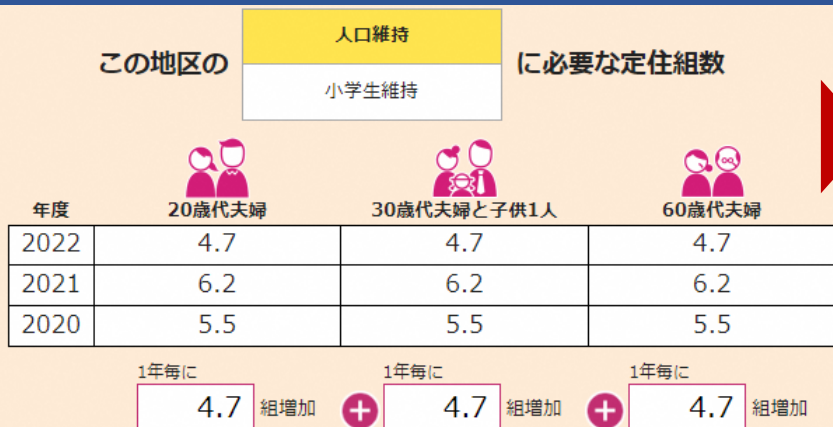 人口維持
この地区の
に必要な定住組数
小学生維持
年度 20歳代夫婦 30歳代夫婦と子供1人 60歳代夫婦
2022 4.7 4.7 4.7
2021 6.2 6.2 6.2
2020 5.5 5.5 5.5
1年毎に 1年毎に 1年毎に
4.7 組増加 + 4.7 組増加 + 4.7 組増加